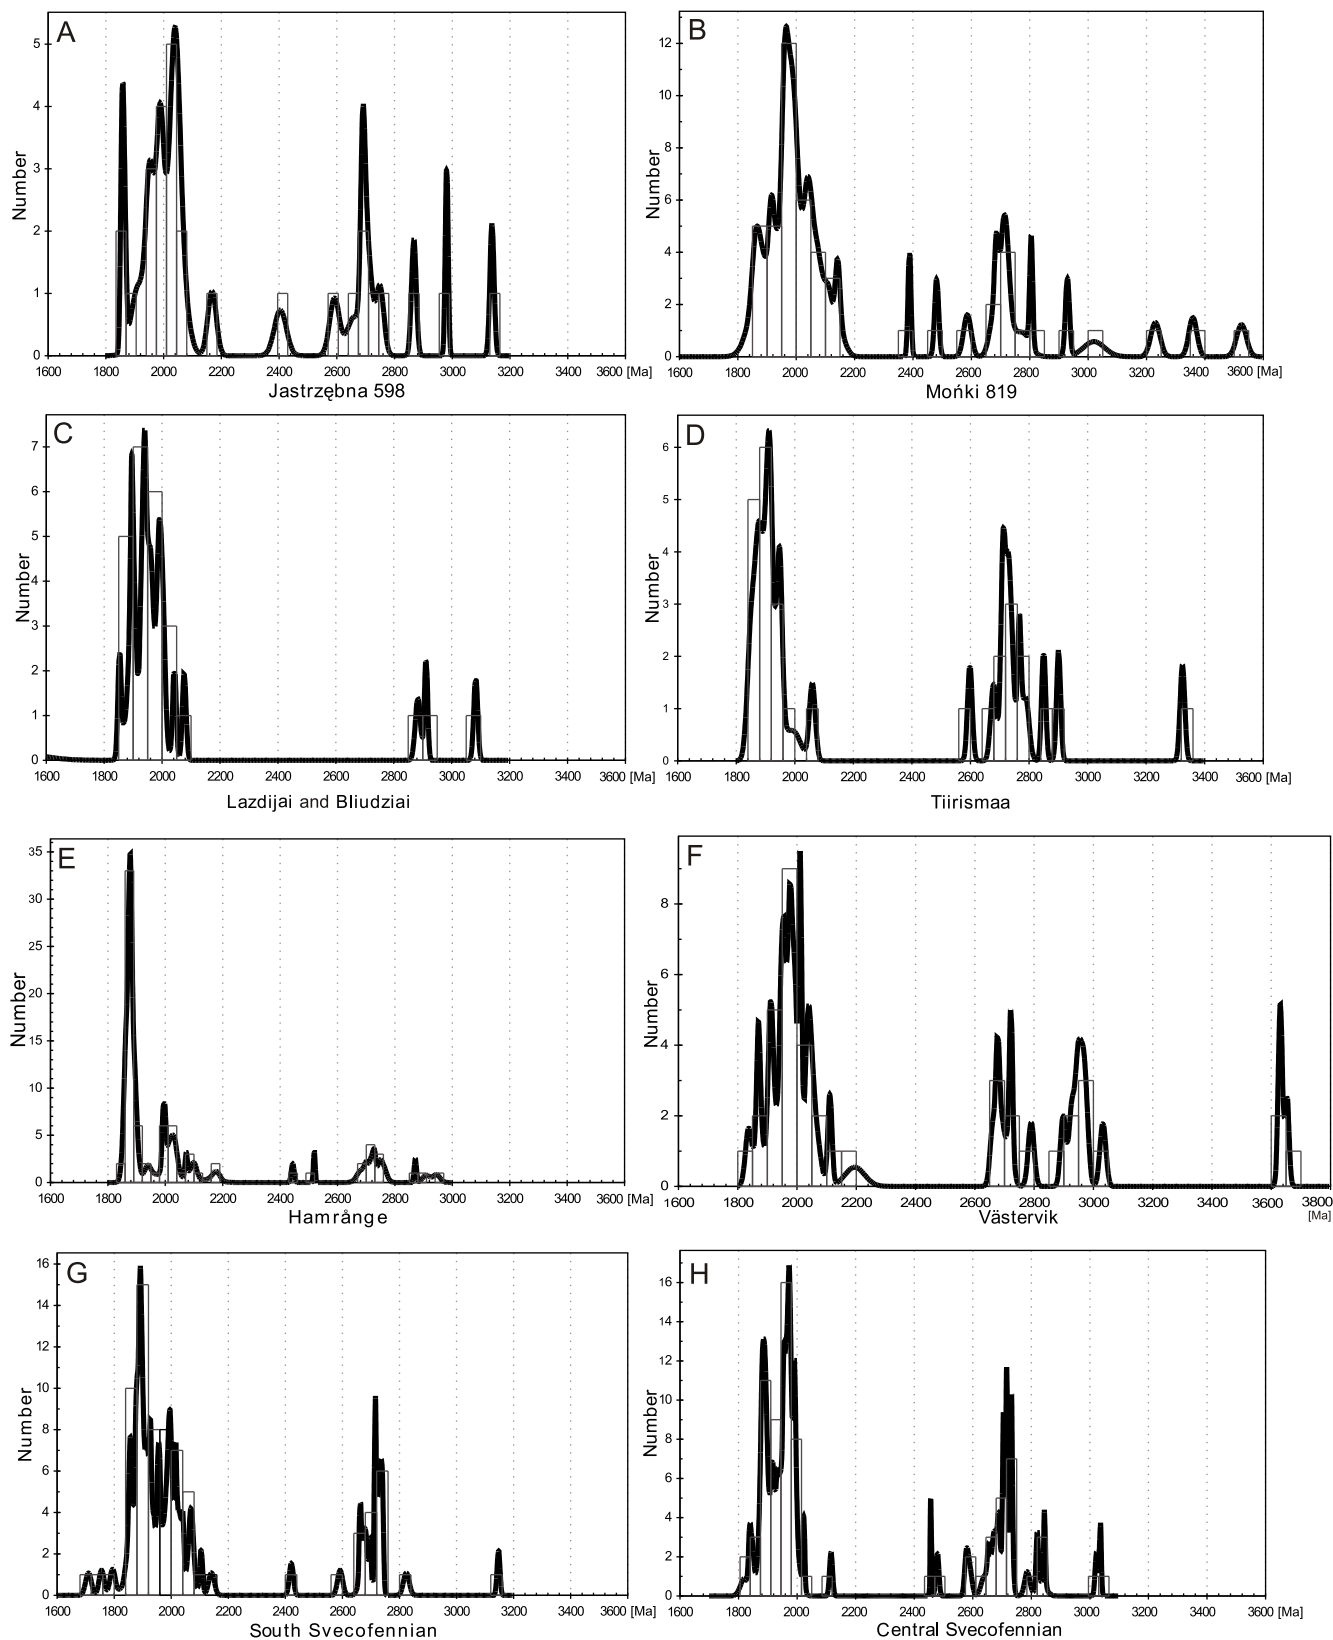 A
Number
5
4
3
2
1
0
1600 1800 2000 2200 2400 2600 2800 3000 3200 3400 3600 [Ma]
Jastrzębna 598
B
Number
12
10
8
6
4
2
0
1600 1800 2000 2200 2400 2600 2800 3000 3200 3400 3600 [Ma]
Mońki 819
C
Number
7
6
5
4
3
2
1
0
1600 1800 2000 2200 2400 2600 2800 3000 3200 3400 3600 [Ma]
Lazdijai and Bliudziai
D
Number
6
5
4
3
2
1
0
1600 1800 2000 2200 2400 2600 2800 3000 3200 3400 3600 [Ma]
Tiirismaa
E
Number
35
30
25
20
15
10
5
0
1600 1800 2000 2200 2400 2600 2800 3000 3200 3400 3600 [Ma]
Hamrånge
F
Number
8
6
4
2
0
1600 1800 2000 2200 2400 2600 2800 3000 3200 3400 3600 3800
[Ma]
Västervik
G
Number
16
14
12
10
8
6
4
2
0
1600 1800 2000 2200 2400 2600 2800 3000 3200 3400 3600 [Ma]
South Svecofennian
H
Number
16
14
12
10
8
6
4
2
0
1600 1800 2000 2200 2400 2600 2800 3000 3200 3400 3600 [Ma]
Central Svecofennian